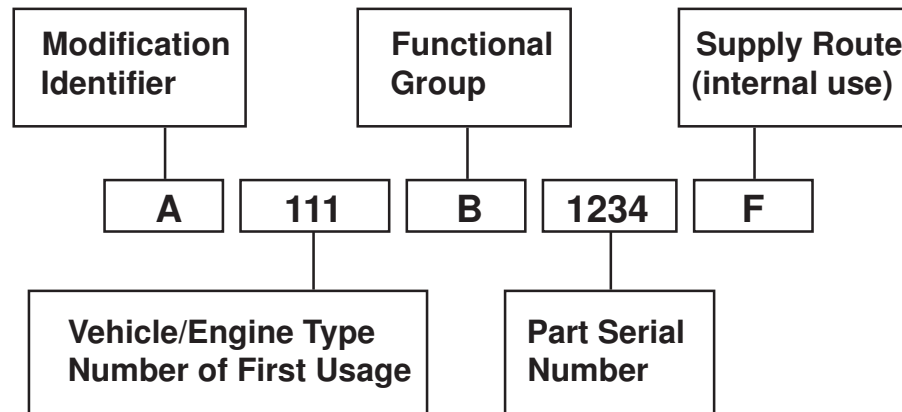 Modification
Identifier
Functional
Group
Supply Route
(internal use)
A
111
B
1234
F
Vehicle/Engine Type
Number of First Usage
Part Serial
Number